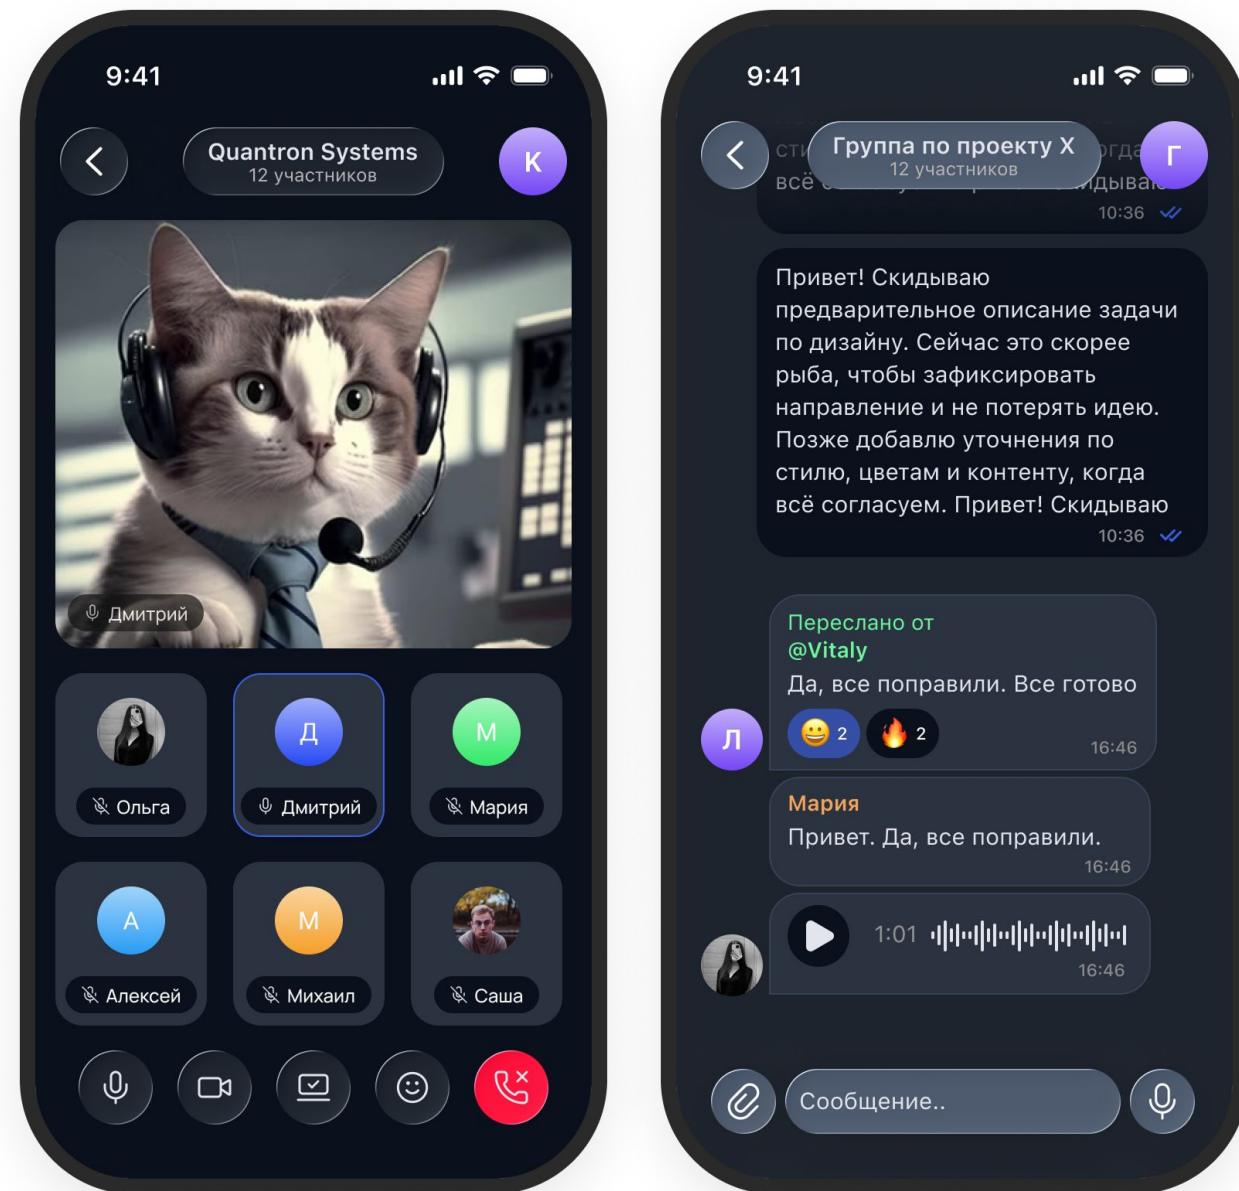 9:41
Quantron Systems
12 участников
K
Дмитрий
Д
М
Ольга
Дмитрий
Мария
А
М
Алексей
Михаил
Саша
9:41
Группа по проекту X
12 участников
Г
10:36
Привет! Скидываю
предварительное описание задачи
по дизайну. Сейчас это скорее
рыба, чтобы зафиксировать
направление и не потерять идею.
Позже добавлю уточнения по
стилю, цветам и контенту, когда
всё согласуем. Привет! Скидываю
10:36
Переслано от
@Vitaly
Да, все поправили. Все готово
2
2
16:46
Л
Мария
Привет. Да, все поправили.
16:46
1:01
16:46
Сообщение..